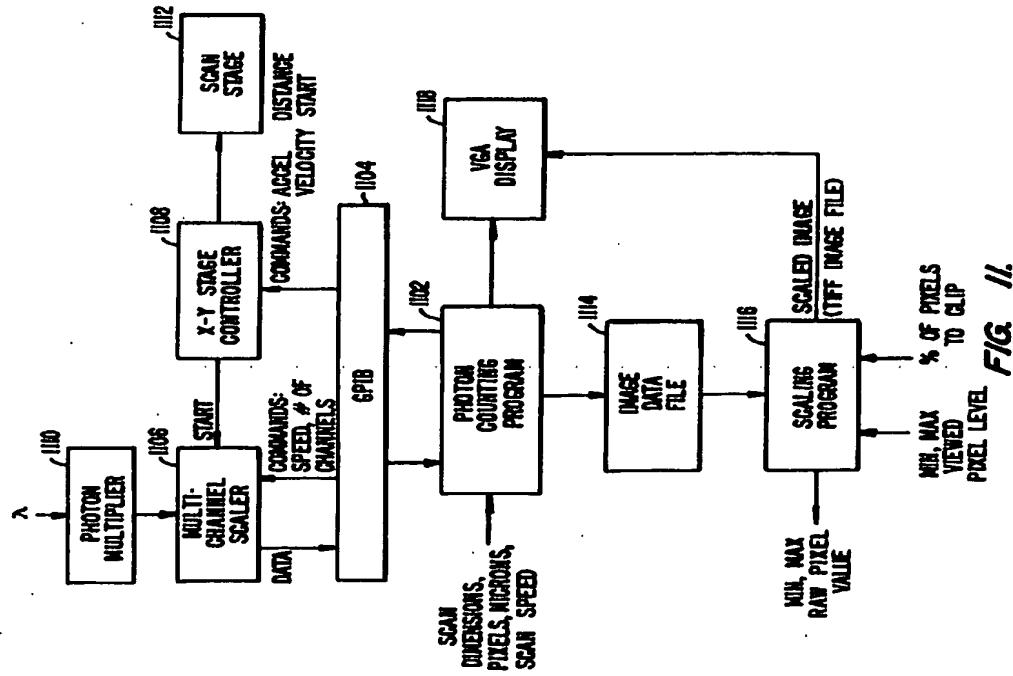 λ
1110
PHOTON
MULTIPLIER
1106
MULTI-
CHANNEL
SCALER
START
1108
X-Y STAGE
CONTROLLER
1112
SCAN
STAGE
DATA
COMMANDS:
SPEED, # OF
CHANNELS
COMMANDS: ACCEL DISTANCE
VELOCITY START
1104
GPIB
SCAN
DIMENSIONS,
PIXELS, MICRONS,
SCAN SPEED
1102
PHOTON
COUNTING
PROGRAM
1118
VGA
DISPLAY
1114
IMAGE
DATA
FILE
1116
SCALING
PROGRAM
SCALED IMAGE
(TIFF IMAGE FILE)
MIN, MAX
RAW PIXEL
VALUE
MIN, MAX
VIEWED
PIXEL LEVEL
% OF PIXELS
TO CLIP
FIG. 11.